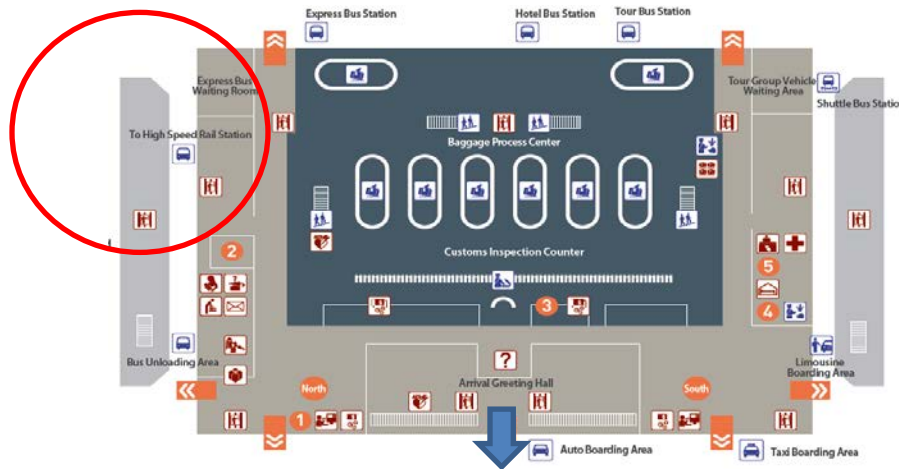 Express Bus Station
Hotel Bus Station
Tour Bus Station
Express Bus
Waiting Room
Tour Group Vehicle
Waiting Area
Shuttle Bus Station
To High Speed Rail Station
Baggage Process Center
Customs Inspection Counter
2
5
3
4
Bus Unloading Area
?
Limousine
Boarding Area
North
Arrival Greeting Hall
South
1
Auto Boarding Area
Taxi Boarding Area